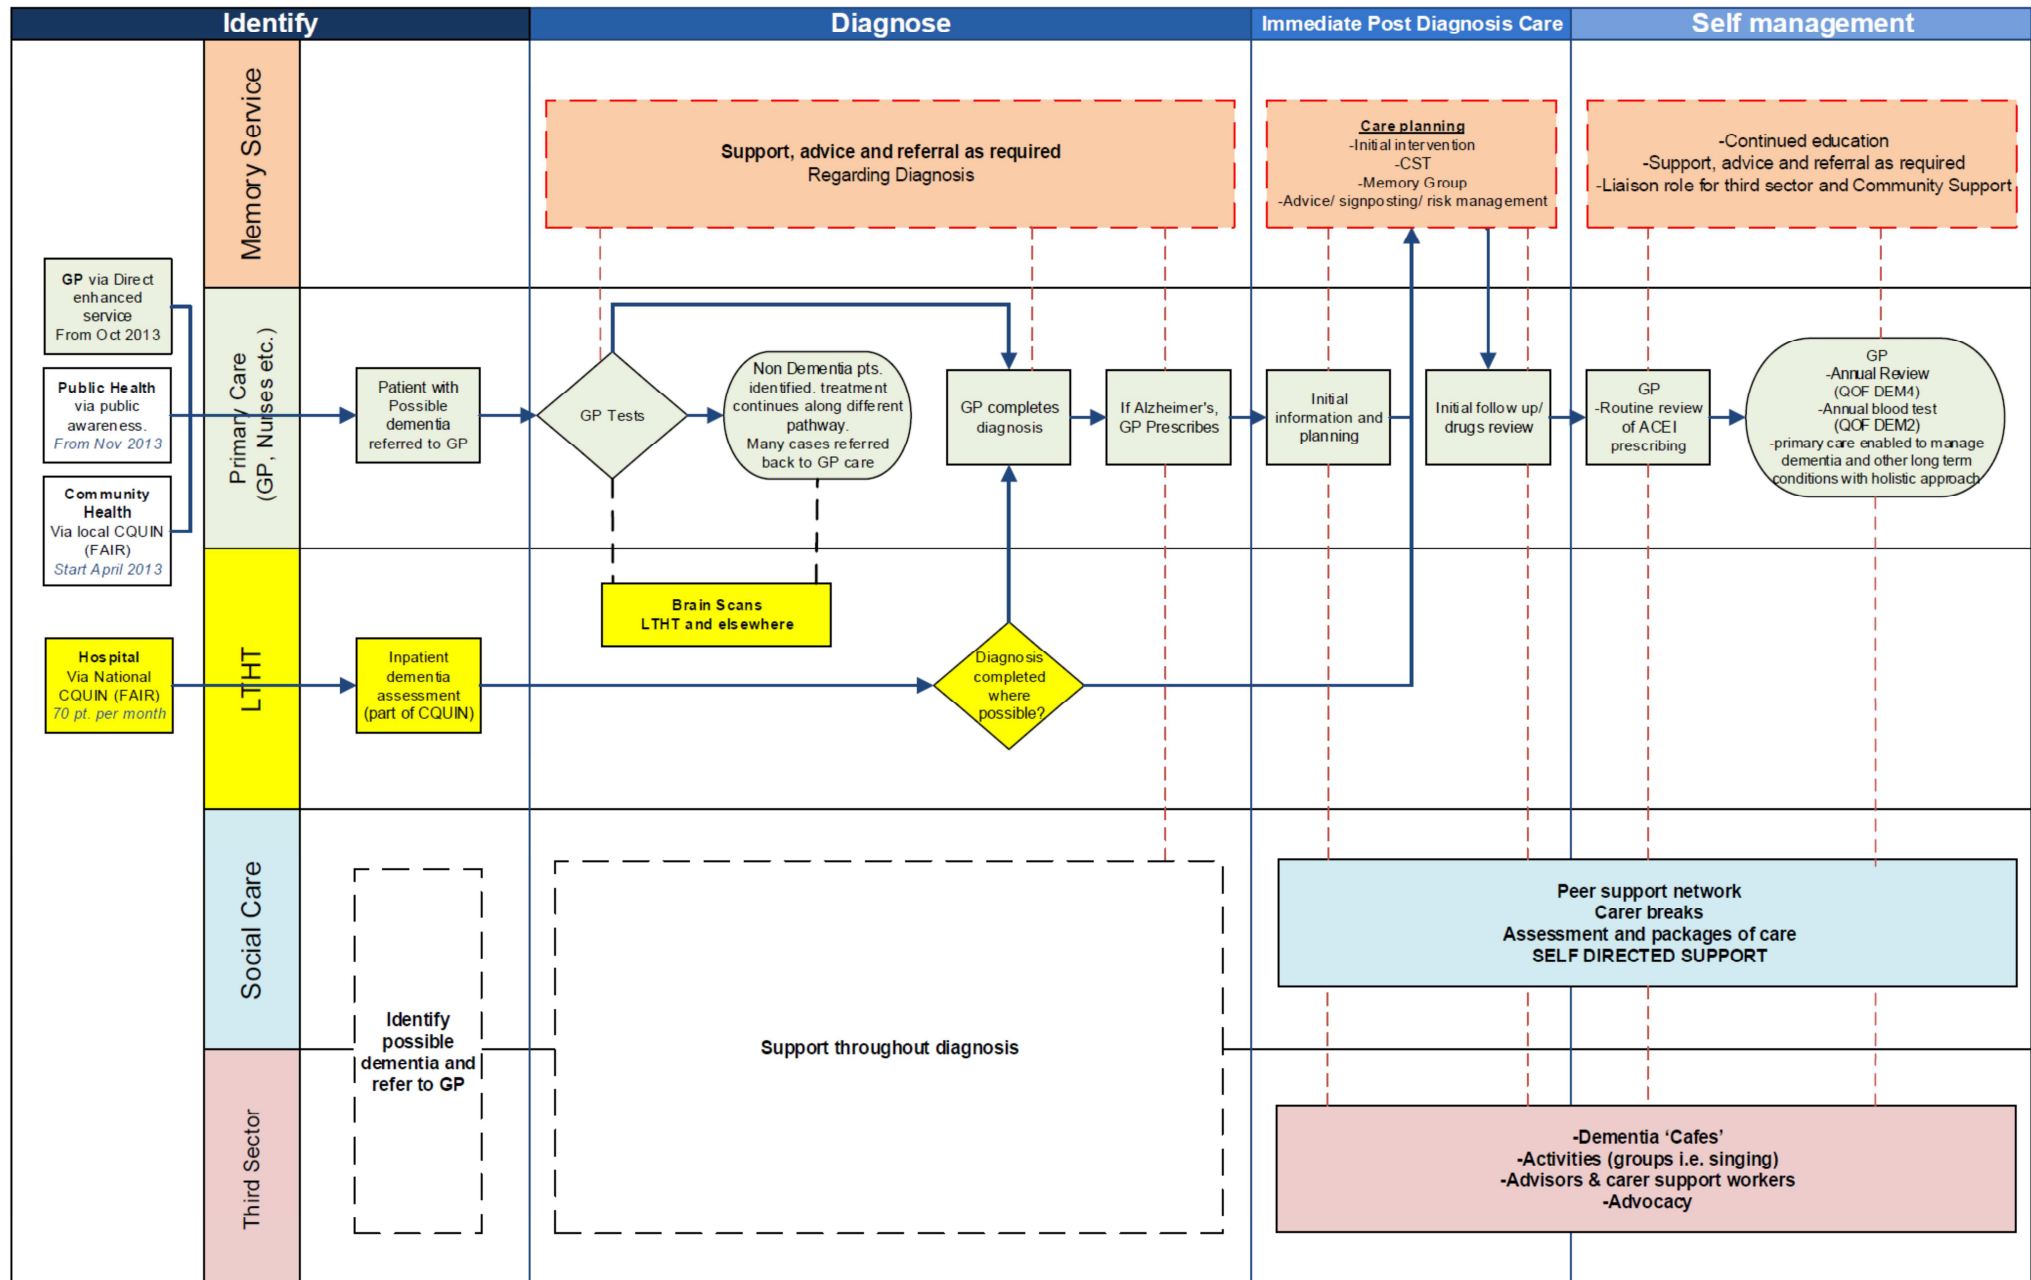 Identify
Diagnose
Immediate Post Diagnosis Care
Self management
Memory Service
Support, advice and referral as required
Regarding Diagnosis
Care planning
-Initial intervention
-CST
-Memory Group
-Advice/ signposting/ risk management
-Continued education
-Support, advice and referral as required
-Liaison role for third sector and Community Support
GP via Direct
enhanced
service
From Oct 2013
Public Health
via public
awareness.
From Nov 2013
Community
Health
Via local CQUIN
(FAIR)
Start April 2013
Primary Care
(GP, Nurses etc.)
Patient with
Possible
dementia
referred to GP
GP Tests
Non Dementia pts.
identified. treatment
continues along different
pathway.
Many cases referred
back to GP care
GP completes
diagnosis
If Alzheimer's,
GP Prescribes
Initial
information and
planning
Initial follow up/
drugs review
GP
-Routine review
of ACEI
prescribing
GP
-Annual Review
(QOF DEM4)
-Annual blood test
(QOF DEM2)
-primary care enabled to manage
dementia and other long term
conditions with holistic approach
Brain Scans
LTHT and elsewhere
Hospital
Via National
CQUIN (FAIR)
70 pt. per month
LTHT
Inpatient
dementia
assessment
(part of CQUIN)
Diagnosis
completed
where
possible?
Social Care
Peer support network
Carer breaks
Assessment and packages of care
SELF DIRECTED SUPPORT
Identify
possible
dementia and
refer to GP
Support throughout diagnosis
Third Sector
-Dementia ‘Cafes’
-Activities (groups i.e. singing)
-Advisors & carer support workers
-Advocacy